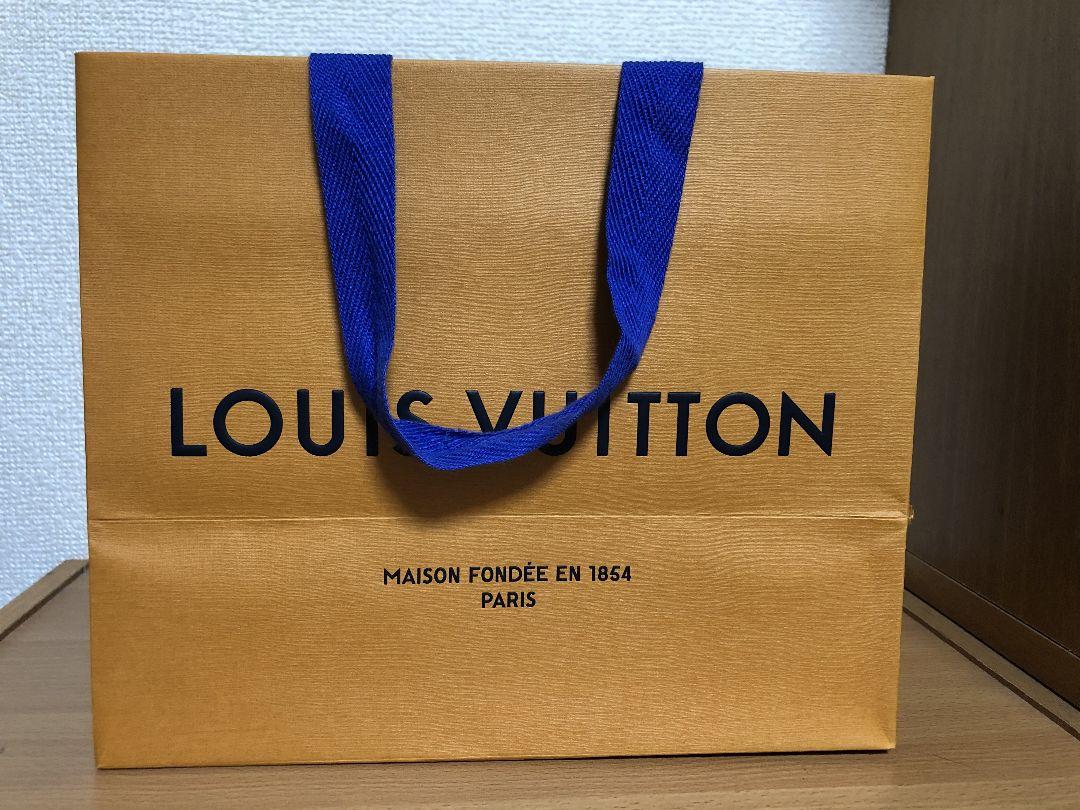 LOUIS VUITTON
MAISON FONDÉE EN 1854
PARIS